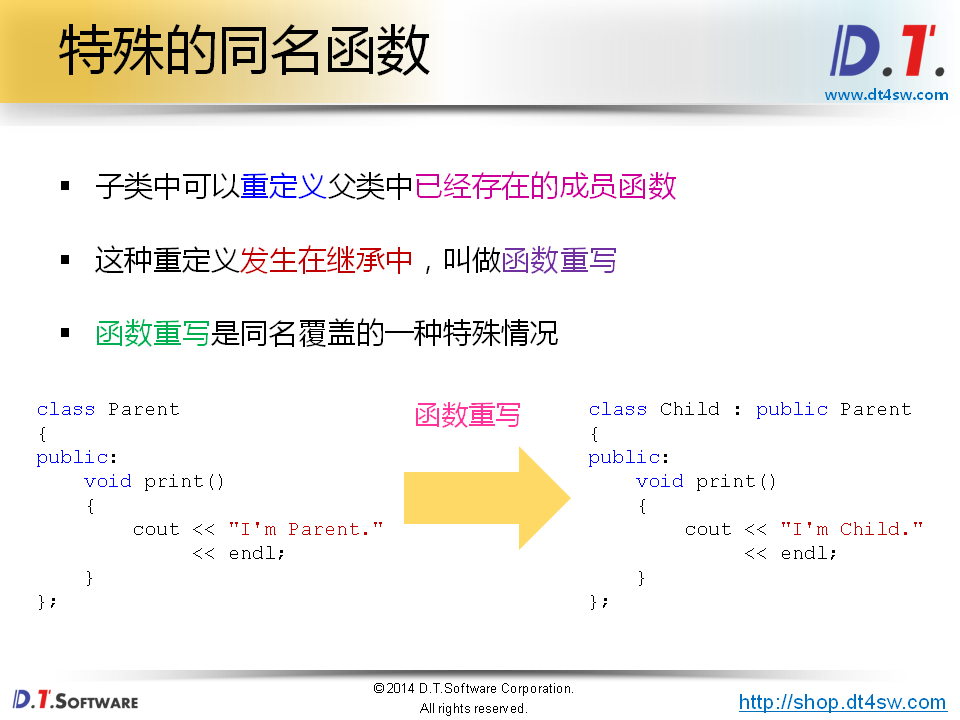 特殊的同名函数
D.T.
www.dt4sw.com
▪ 子类中可以重定义父类中已经存在的成员函数
▪ 这种重定义发生在继承中，叫做函数重写
▪ 函数重写是同名覆盖的一种特殊情况
class Parent
{
public:
    void print()
    {
        cout << "I'm Parent."
             << endl;
    }
};
函数重写
class Child : public Parent
{
public:
    void print()
    {
        cout << "I'm Child."
             << endl;
    }
};
D.T.SOFTWARE
©2014 D.T.Software Corporation.
All rights reserved.
http://shop.dt4sw.com